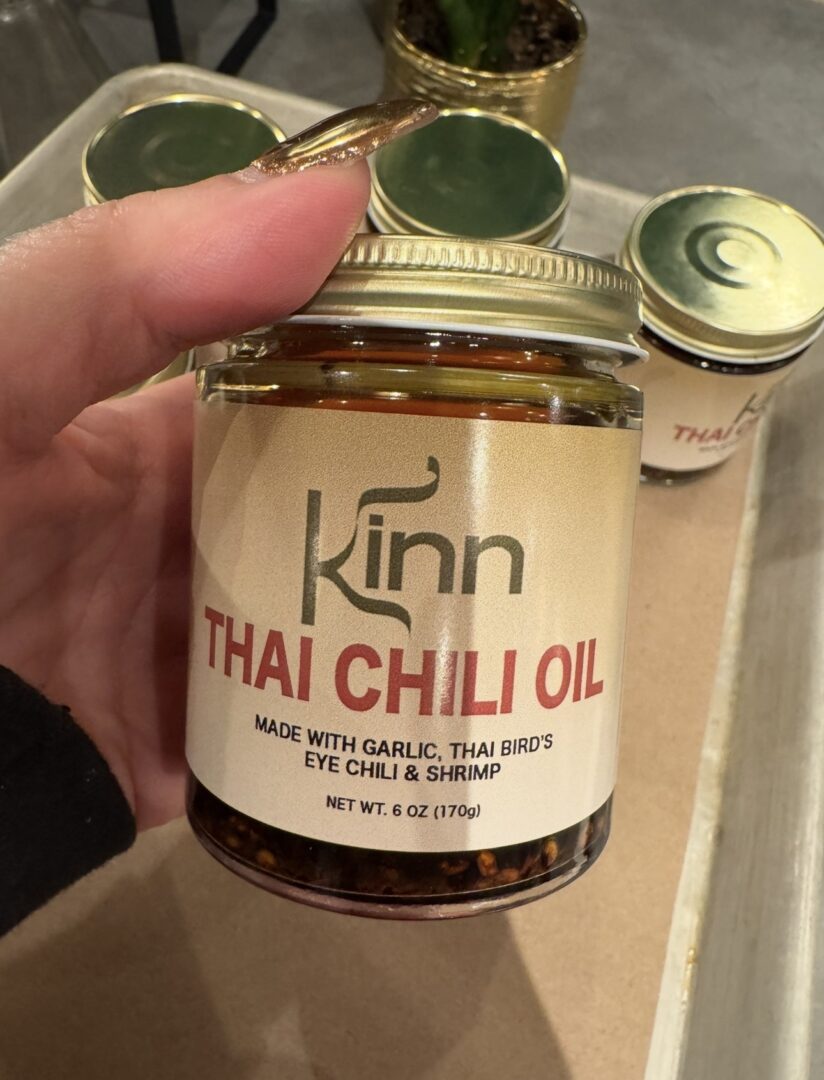 Kinn
THAI CHILI OIL
MADE WITH GARLIC, THAI BIRD'S
EYE CHILI & SHRIMP
NET WT. 6 OZ (170g)
THAI